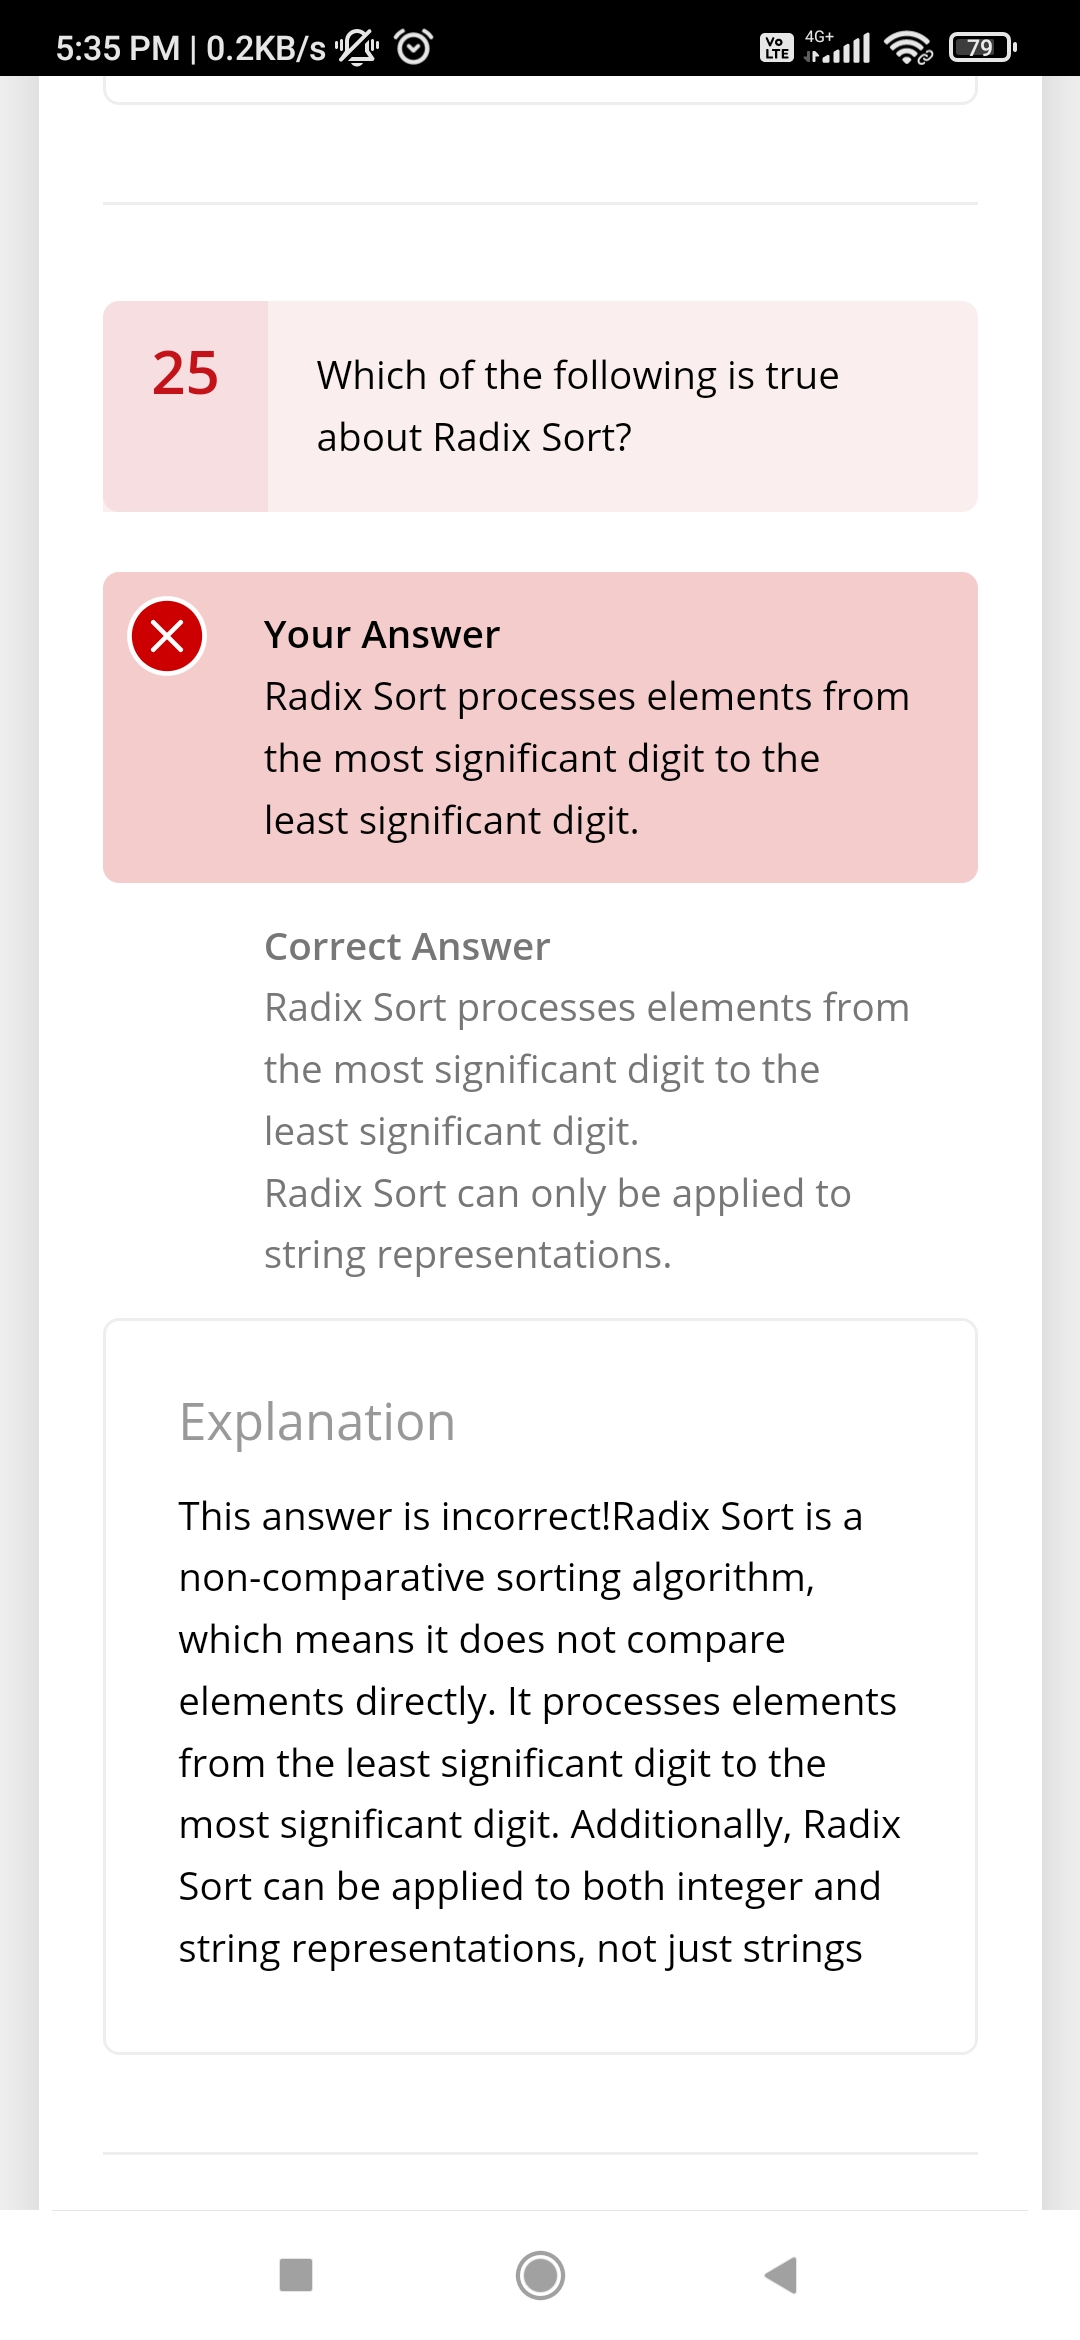 5:35 PM | 0.2KB/s
Vo LTE 4G+ 79
25
Which of the following is true
about Radix Sort?
Your Answer
Radix Sort processes elements from
the most significant digit to the
least significant digit.
Correct Answer
Radix Sort processes elements from
the most significant digit to the
least significant digit.
Radix Sort can only be applied to
string representations.
Explanation
This answer is incorrect!Radix Sort is a
non-comparative sorting algorithm,
which means it does not compare
elements directly. It processes elements
from the least significant digit to the
most significant digit. Additionally, Radix
Sort can be applied to both integer and
string representations, not just strings